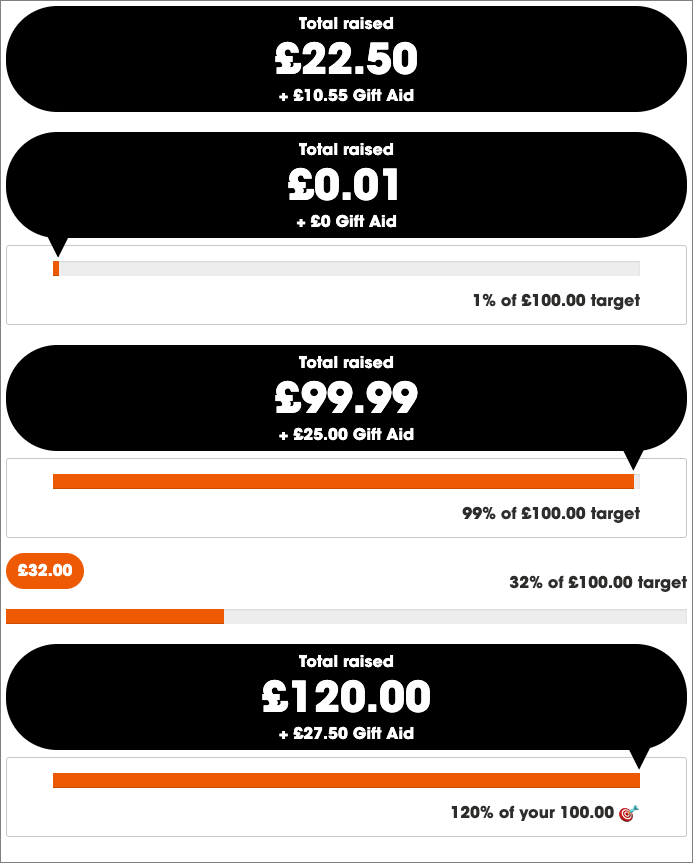 Total raised
£22.50
+ £10.55 Gift Aid
Total raised
£0.01
+ £0 Gift Aid
1% of £100.00 target
Total raised
£99.99
+ £25.00 Gift Aid
99% of £100.00 target
£32.00
32% of £100.00 target
Total raised
£120.00
+ £27.50 Gift Aid
120% of your 100.00 🎯